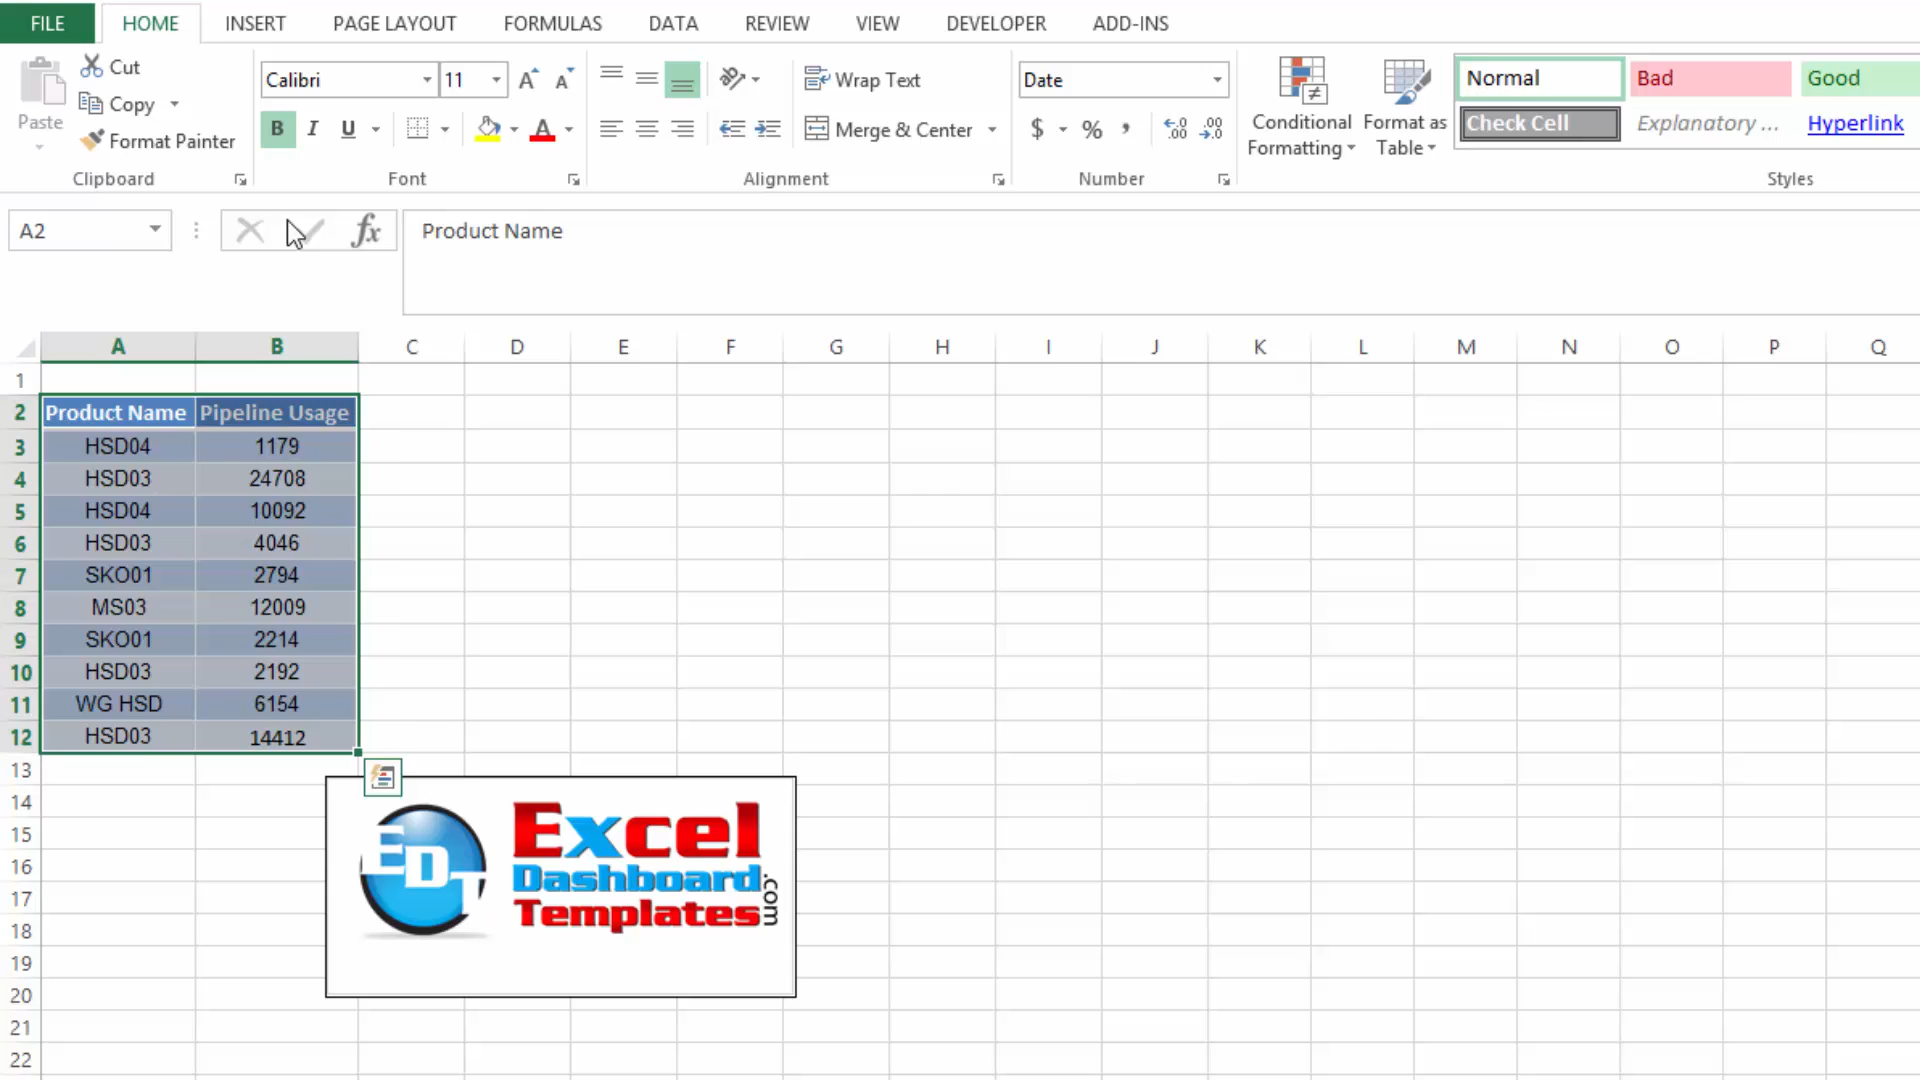 FILE HOME INSERT PAGE LAYOUT FORMULAS DATA REVIEW VIEW DEVELOPER ADD-INS
Paste
Cut
Copy
Format Painter
Clipboard
Calibri 11 A A
B I U A
Font
Wrap Text
Merge & Center
Alignment
Date
$ % , .00 .00
Number
Conditional Formatting
Format as Table
Normal Bad Good
Check Cell Explanatory ... Hyperlink
Styles
A2 fx Product Name
A B C D E F G H I J K L M N O P Q
1
2 Product Name Pipeline Usage
3 HSD04 1179
4 HSD03 24708
5 HSD04 10092
6 HSD03 4046
7 SKO01 2794
8 MS03 12009
9 SKO01 2214
10 HSD03 2192
11 WG HSD 6154
12 HSD03 14412
13
14
15
16
17
18
19
20
21
22
EDT
Excel
Dashboard
Templates
.com